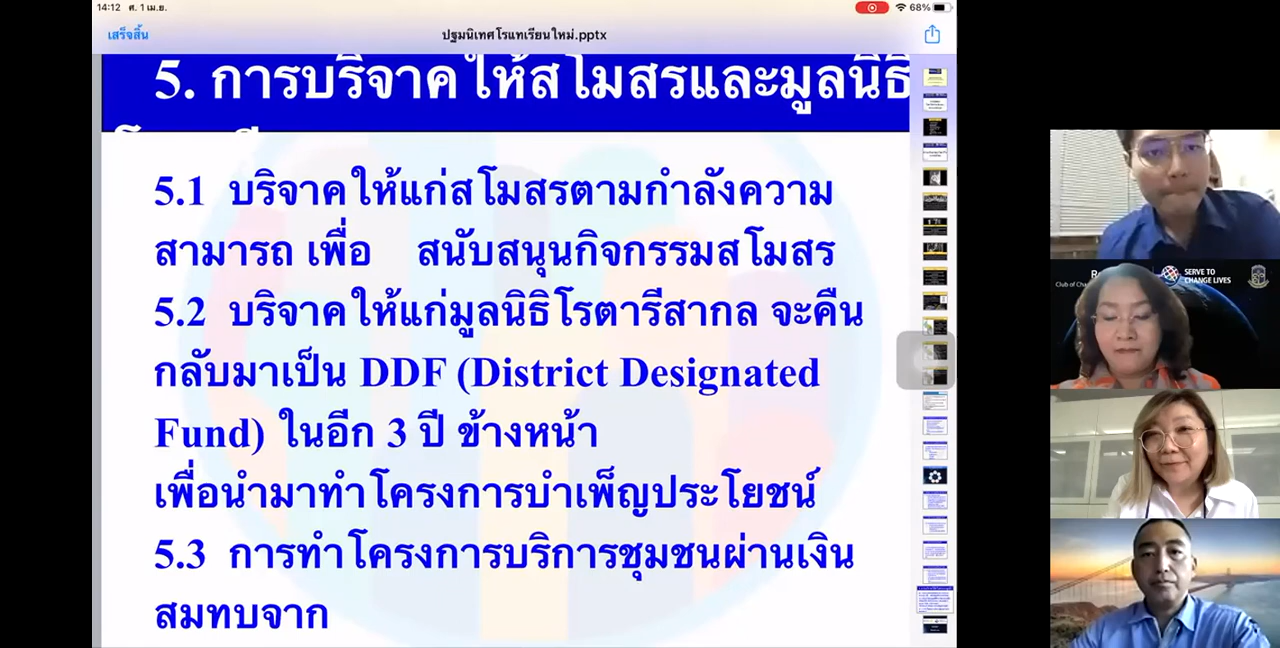 14:12 ศ. 1 เม.ย.
68%
เสร็จสิ้น
ปฐมนิเทศโรแทเรียนใหม่.pptx
5. การบริจาคให้สโมสรและมูลนิธิ
5.1 บริจาคให้แก่สโมสรตามกำลังความ
สามารถ เพื่อ สนับสนุนกิจกรรมสโมสร
5.2 บริจาคให้แก่มูลนิธิโรตารีสากล จะคืน
กลับมาเป็น DDF (District Designated
Fund) ในอีก 3 ปี ข้างหน้า
เพื่อนำมาทำโครงการบำเพ็ญประโยชน์
5.3 การทำโครงการบริการชุมชนผ่านเงิน
สมทบจาก
SERVE TO
CHANGE LIVES
Club of Cha